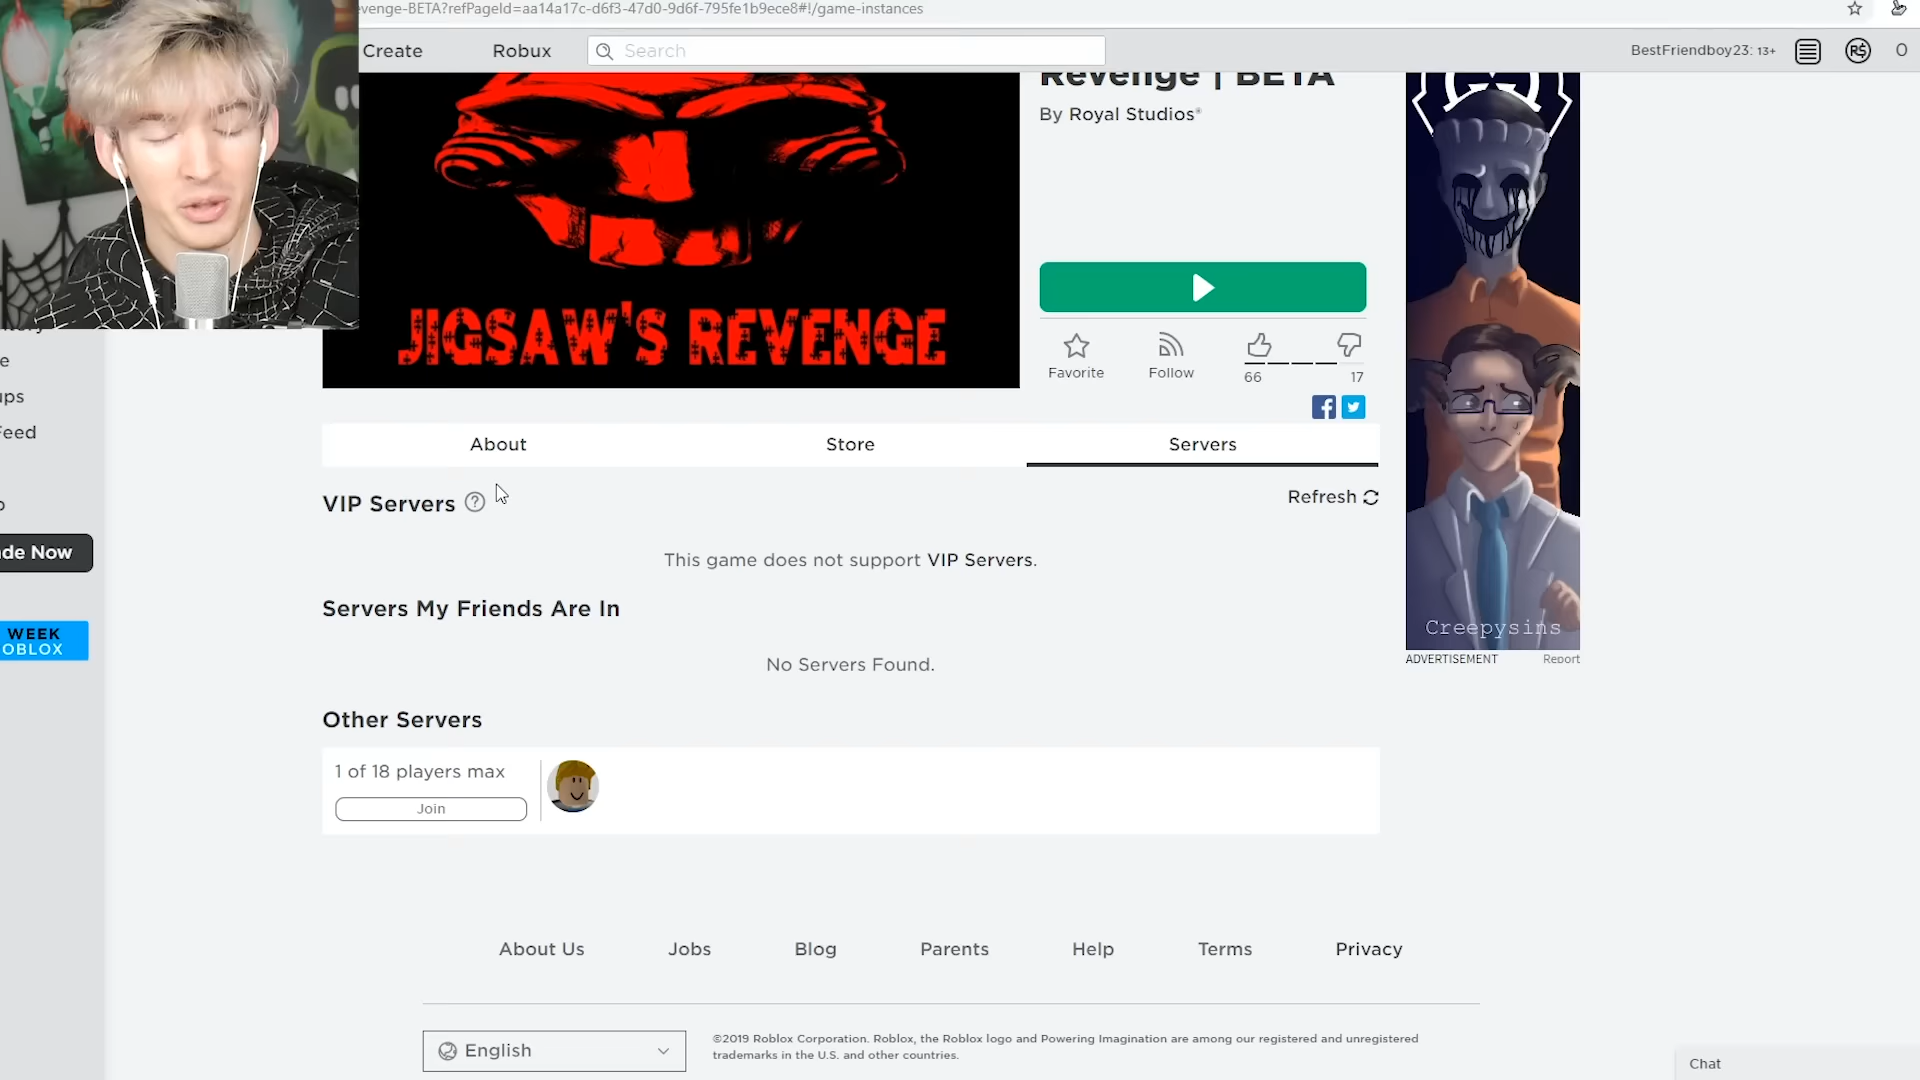 evenge-BETA?refPageId=aa14a17c-d6f3-47d0-9d6f-795fe1b9ece8#!/game-instances
Create
Robux
Search
BestFriendboy23: 13+
0
Revenge | BETA
By Royal Studios
JIGSAW'S REVENGE
Favorite
Follow
66
17
e
ups
Feed
de Now
WEEK
OBLOX
About
Store
Servers
VIP Servers
Refresh
This game does not support VIP Servers.
Servers My Friends Are In
No Servers Found.
Other Servers
1 of 18 players max
Join
Creepysins
ADVERTISEMENT
Report
About Us
Jobs
Blog
Parents
Help
Terms
Privacy
English
©2019 Roblox Corporation. Roblox, the Roblox logo and Powering Imagination are among our registered and unregistered
trademarks in the U.S. and other countries.
Chat